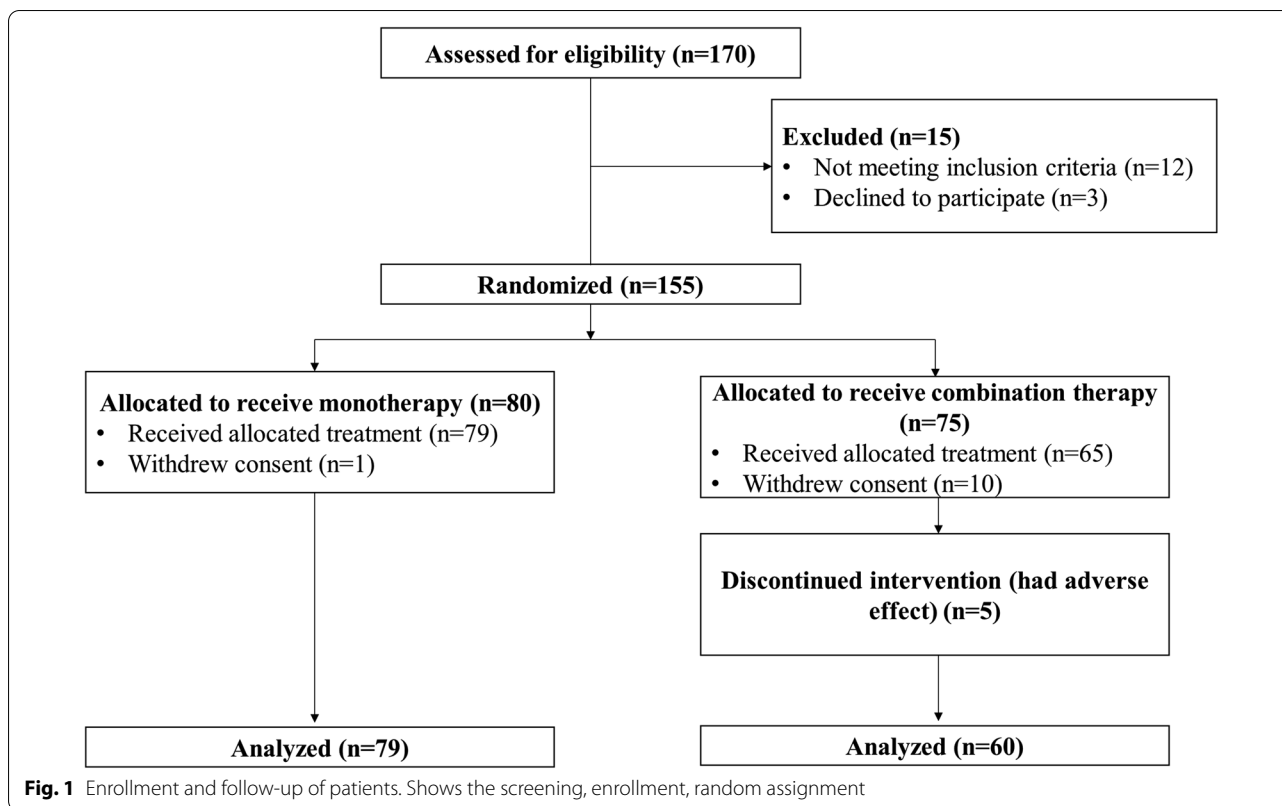 Assessed for eligibility (n=170)
Excluded (n=15)
• Not meeting inclusion criteria (n=12)
• Declined to participate (n=3)
Randomized (n=155)
Allocated to receive monotherapy (n=80)
• Received allocated treatment (n=79)
• Withdrew consent (n=1)
Allocated to receive combination therapy
(n=75)
• Received allocated treatment (n=65)
• Withdrew consent (n=10)
Discontinued intervention (had adverse
effect) (n=5)
Analyzed (n=79)
Analyzed (n=60)
Fig. 1 Enrollment and follow-up of patients. Shows the screening, enrollment, random assignment